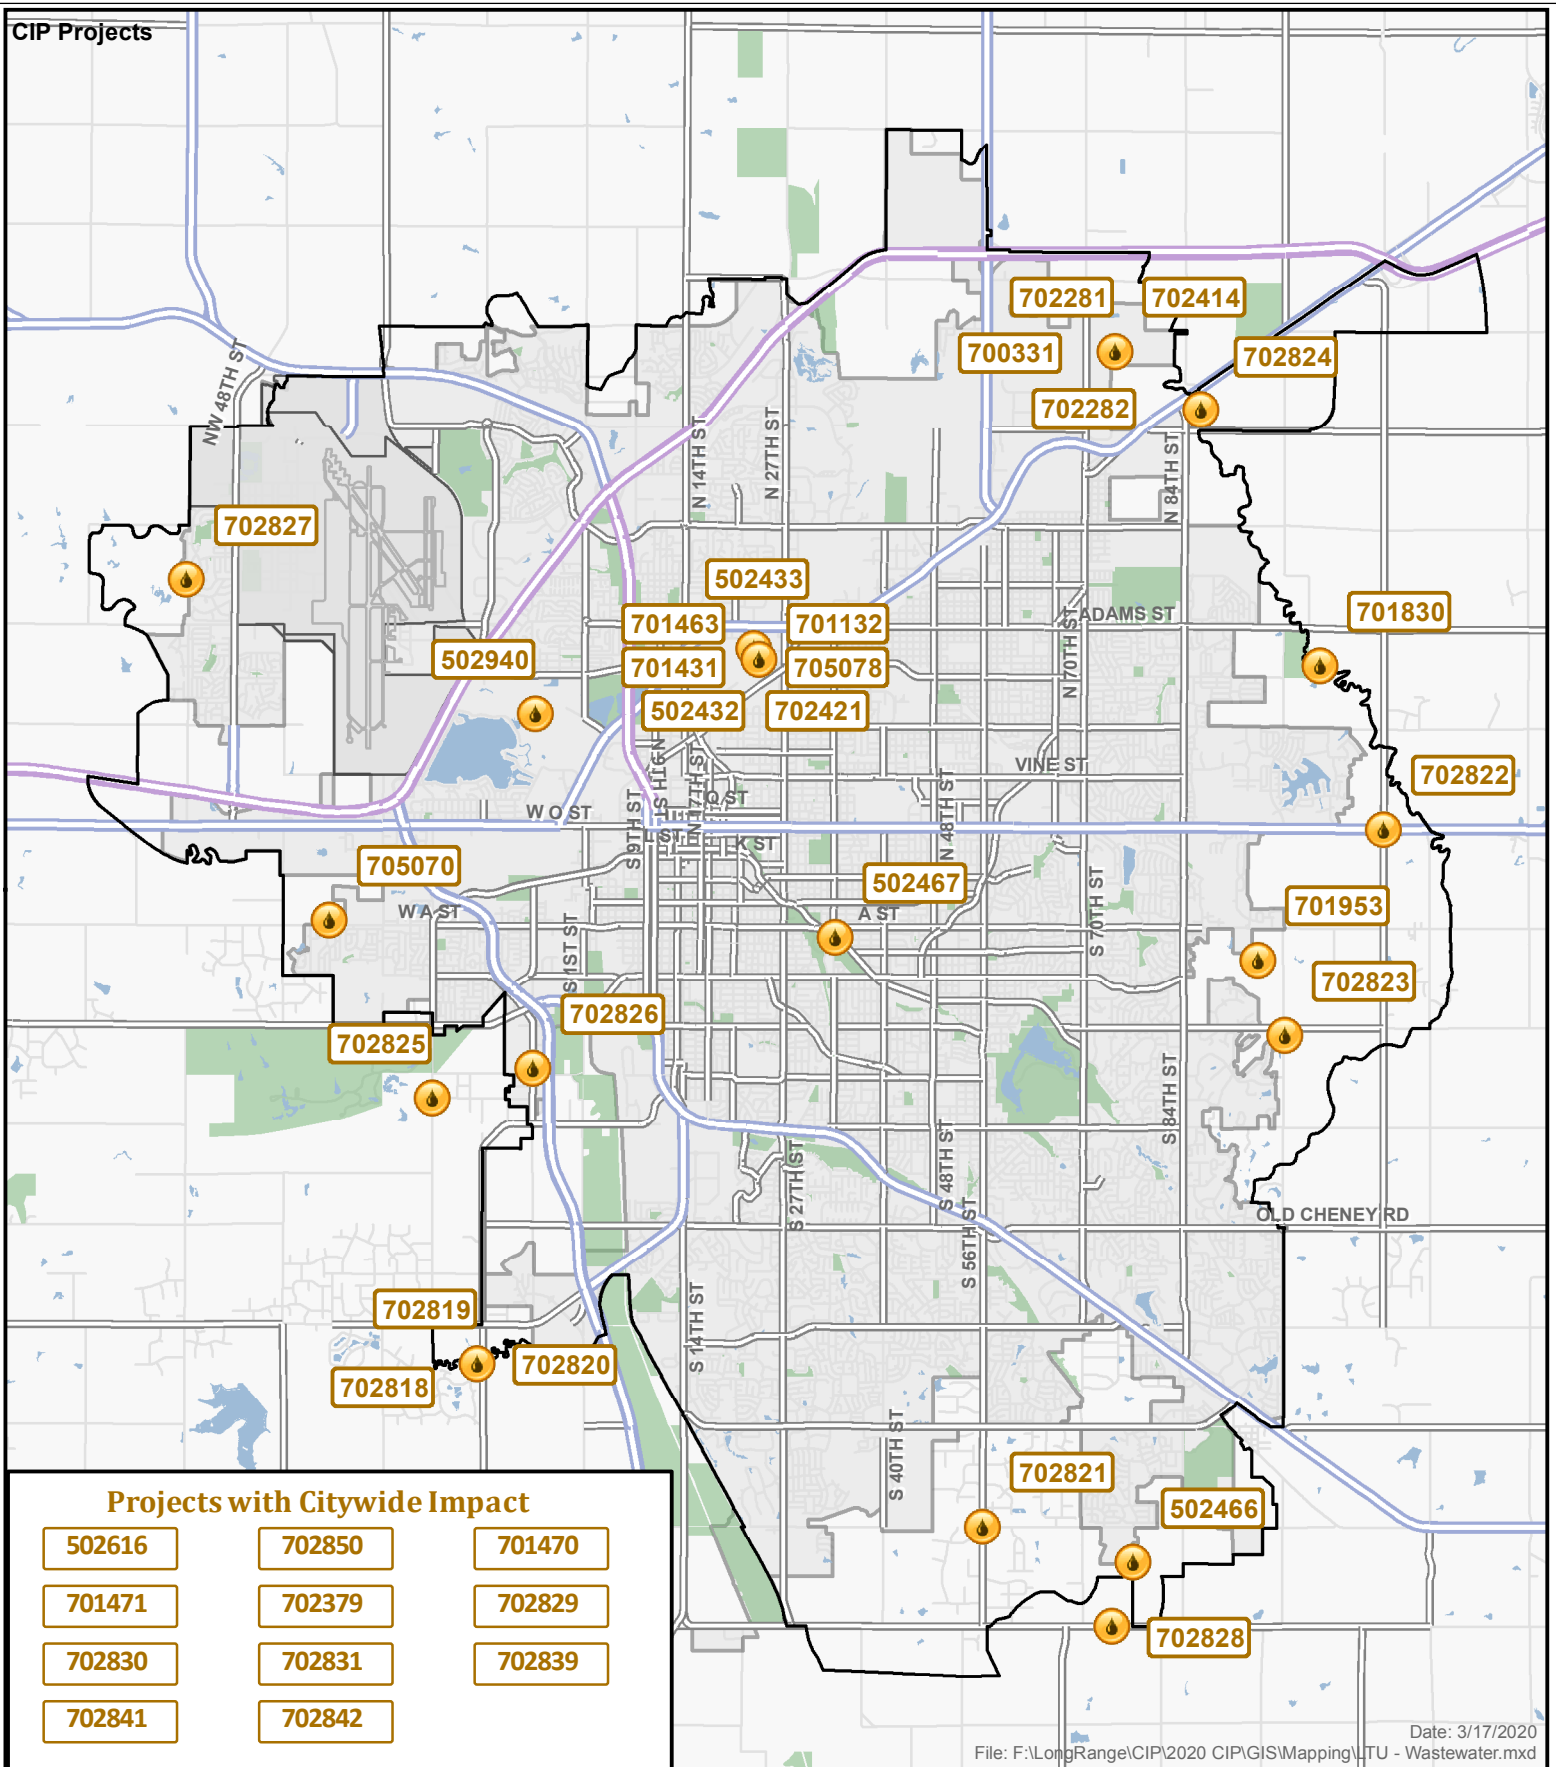 CIP Projects
702281
702414
700331
702824
702282
NW 48TH ST
N 14TH ST
N 27TH ST
N 84TH ST
702827
502433
701463
701132
ADAMS ST
701830
502940
701431
705078
N 70TH ST
502432
702421
VINE ST
702822
N 16TH ST
N 17TH ST
Q ST
W O ST
S 9TH ST
L ST
K ST
N 48TH ST
705070
502467
W A ST
A ST
701953
S 1ST ST
S 70TH ST
702823
702826
702825
S 84TH ST
S 48TH ST
S 27TH ST
S 56TH ST
OLD CHENEY RD
702819
S 14TH ST
702820
702818
S 40TH ST
702821
502466
702828
Projects with Citywide Impact
502616 702850 701470
701471 702379 702829
702830 702831 702839
702841 702842
Date: 3/17/2020
File: F:\LongRange\CIP\2020 CIP\GIS\Mapping\LTU - Wastewater.mxd